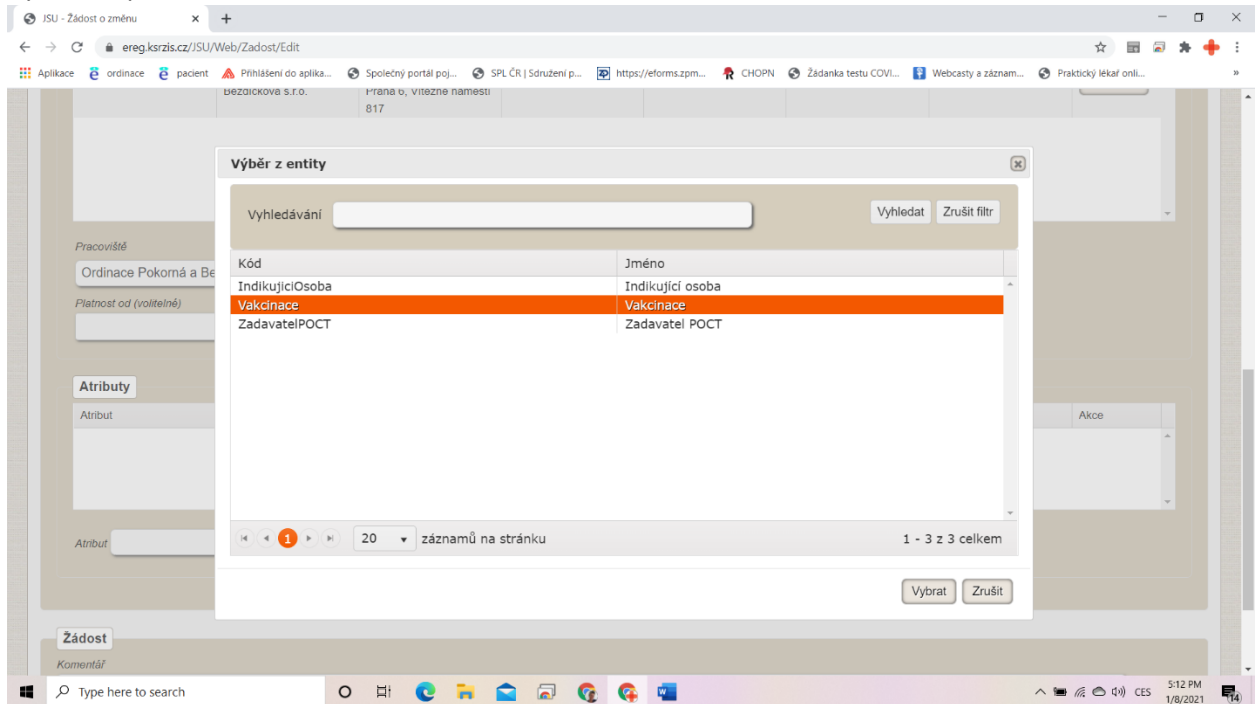 JSU - Žádost o změnu
ereg.ksrzis.cz/JSU/Web/Zadost/Edit
Aplikace ordinace pacient Přihlášení do aplika... Společný portál poj... SPL ČR | Sdružení p... https://eforms.zpm... CHOPN Žádanka testu COVI... Webcasty a záznam... Praktický lékař onli... »
Bezdíčková s.r.o. Praha 6, Vítězné náměstí
817
Výběr z entity
Vyhledávání Vyhledat Zrušit filtr
Pracoviště
Ordinace Pokorná a Be
Platnost od (volitelné)
Kód Jméno
IndikujiciOsoba Indikující osoba
Vakcinace Vakcinace
ZadavatelPOCT Zadavatel POCT
Atributy
Atribut Akce
Atribut
1 20 záznamů na stránku 1 - 3 z 3 celkem
Vybrat Zrušit
Žádost
Komentář
Type here to search
CES 5:12 PM
1/8/2021
14